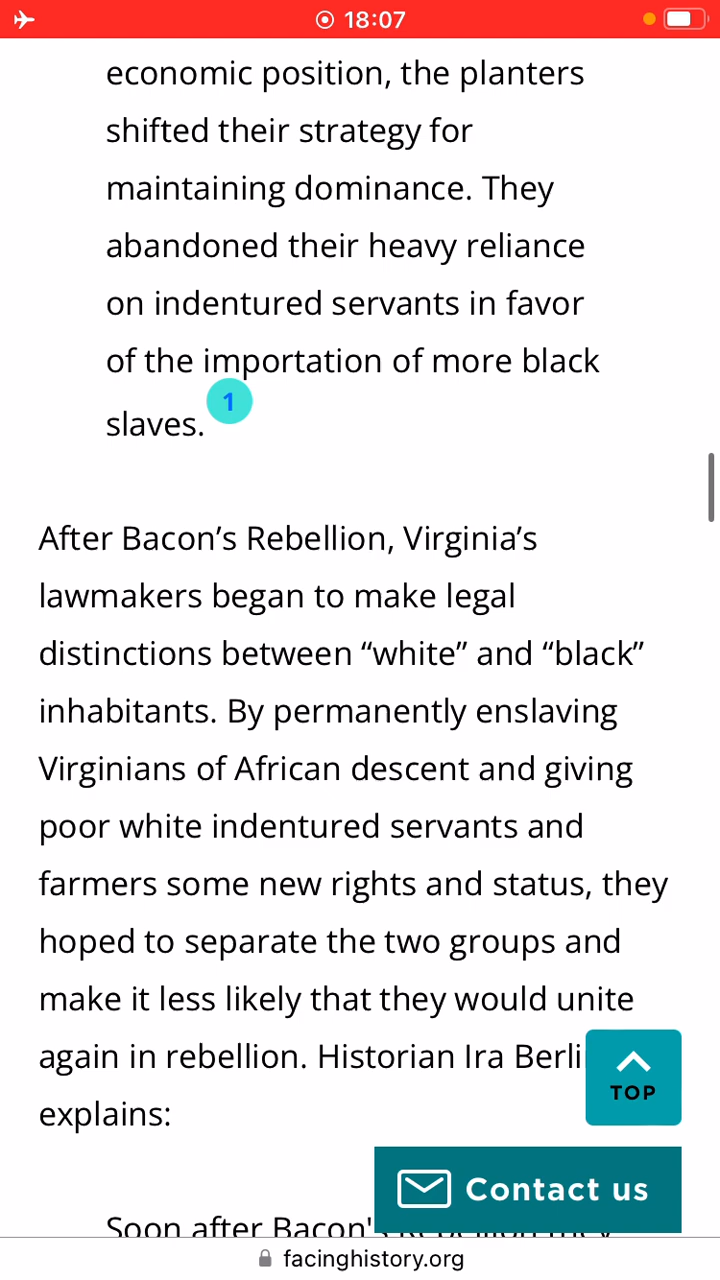 18:07
economic position, the planters
shifted their strategy for
maintaining dominance. They
abandoned their heavy reliance
on indentured servants in favor
of the importation of more black
slaves. 1
After Bacon’s Rebellion, Virginia’s
lawmakers began to make legal
distinctions between “white” and “black”
inhabitants. By permanently enslaving
Virginians of African descent and giving
poor white indentured servants and
farmers some new rights and status, they
hoped to separate the two groups and
make it less likely that they would unite
again in rebellion. Historian Ira Berli
TOP
explains:
Contact us
Soon after Bacon's Rebellion they
facinghistory.org